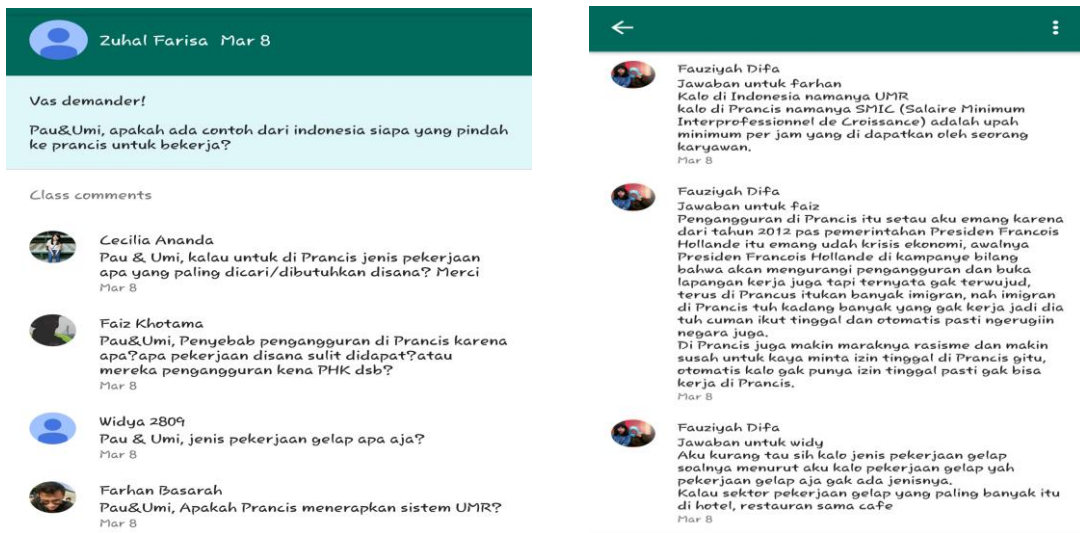 Zuhal Farisa Mar 8
Vas demander!
Pau&Umi, apakah ada contoh dari indonesia siapa yang pindah
ke prancis untuk bekerja?
Class comments
Cecilia Ananda
Pau & Umi, kalau untuk di Prancis jenis pekerjaan
apa yang paling dicari/dibutuhkan disana? Merci
Mar 8
Faiz Khotama
Pau&Umi, Penyebab pengangguran di Prancis karena
apa?apa pekerjaan disana sulit didapat?atau
mereka pengangguran kena PHK dsb?
Mar 8
Widya 2809
Pau & Umi, jenis pekerjaan gelap apa aja?
Mar 8
Farhan Basarah
Pau&Umi, Apakah Prancis menerapkan sistem UMR?
Mar 8
Fauziyah Difa
Jawaban untuk farhan
Kalo di Indonesia namanya UMR
kalo di Prancis namanya SMIC (Salaire Minimum
Interprofessionnel de Croissance) adalah upah
minimum per jam yang di dapatkan oleh seorang
karyawan.
Mar 8
Fauziyah Difa
Jawaban untuk faiz
Pengangguran di Prancis itu setau aku emang karena
dari tahun 2012 pas pemerintahan Presiden Francois
Hollande itu emang udah krisis ekonomi, awalnya
Presiden Francois Hollande di kampanye bilang
bahwa akan mengurangi pengangguran dan buka
lapangan kerja juga tapi ternyata gak terwujud,
terus di Prancus itukan banyak imigran, nah imigran
di Prancis tuh kadang banyak yang gak kerja jadi dia
tuh cuman ikut tinggal dan otomatis pasti ngerugiin
negara juga.
Di Prancis juga makin maraknya rasisme dan makin
susah untuk kaya minta izin tinggal di Prancis gitu,
otomatis kalo gak punya izin tinggal pasti gak bisa
kerja di Prancis.
Mar 8
Fauziyah Difa
Jawaban untuk widy
Aku kurang tau sih kalo jenis pekerjaan gelap
soalnya menurut aku kalo pekerjaan gelap yah
pekerjaan gelap aja gak ada jenisnya.
Kalau sektor pekerjaan gelap yang paling banyak itu
di hotel, restauran sama cafe
Mar 8